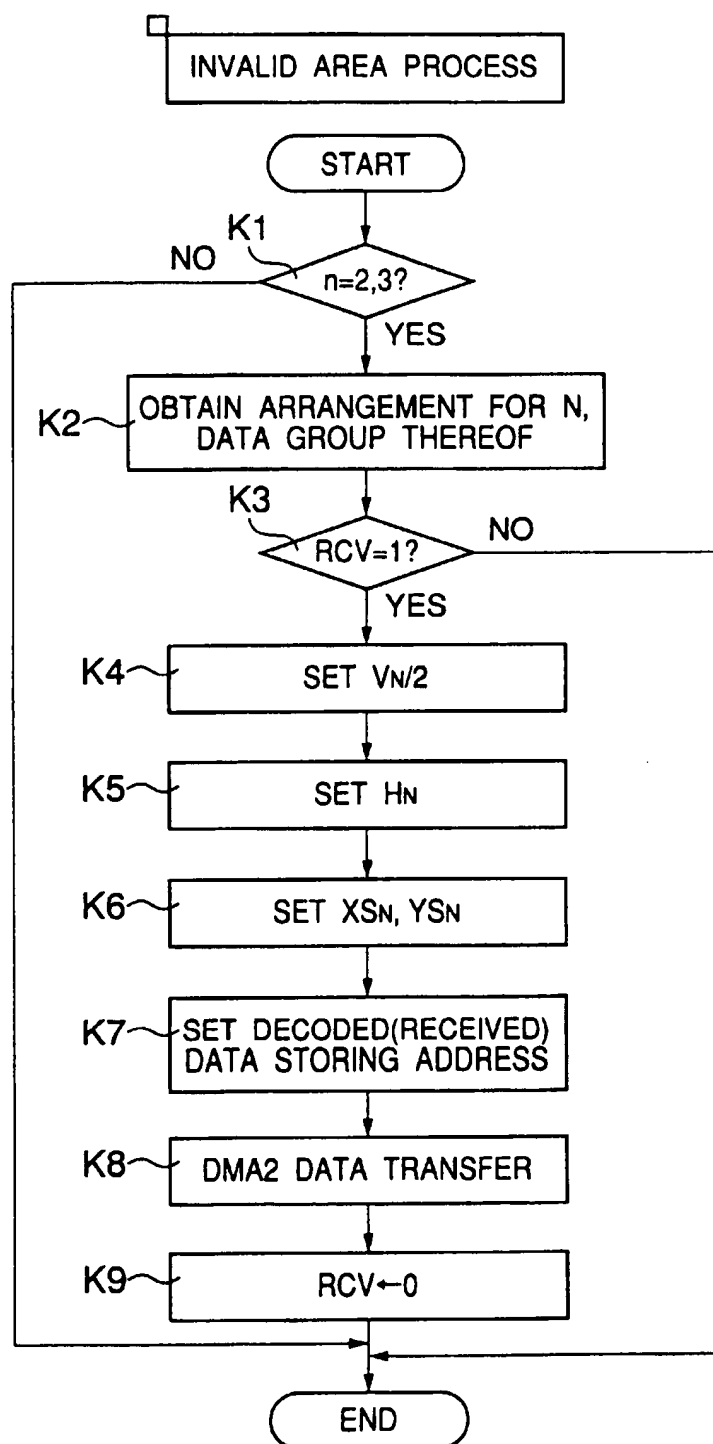 INVALID AREA PROCESS
START
K1
NO
n=2,3?
YES
K2
OBTAIN ARRANGEMENT FOR N,
DATA GROUP THEREOF
K3
NO
RCV=1?
YES
K4
SET VN/2
K5
SET HN
K6
SET XSN, YSN
K7
SET DECODED(RECEIVED)
DATA STORING ADDRESS
K8
DMA2 DATA TRANSFER
K9
RCV←0
END